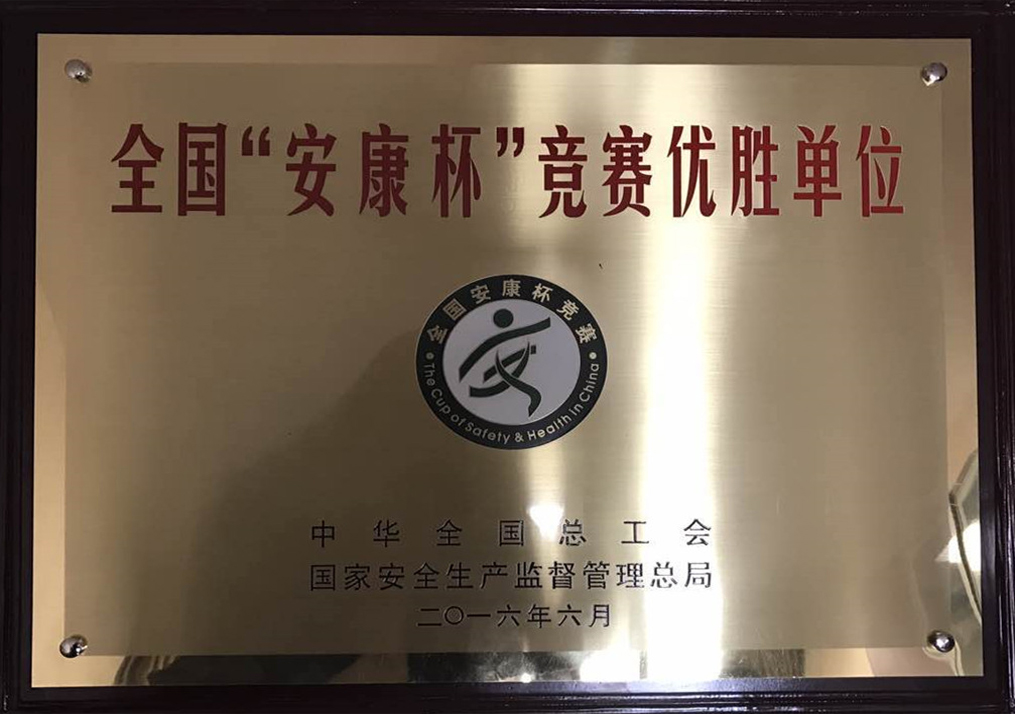 全国“安康杯”竞赛优胜单位
全国安康杯竞赛
The Cup of Safety & Health in China
中华全国总工会
国家安全生产监督管理总局
二〇一六年六月